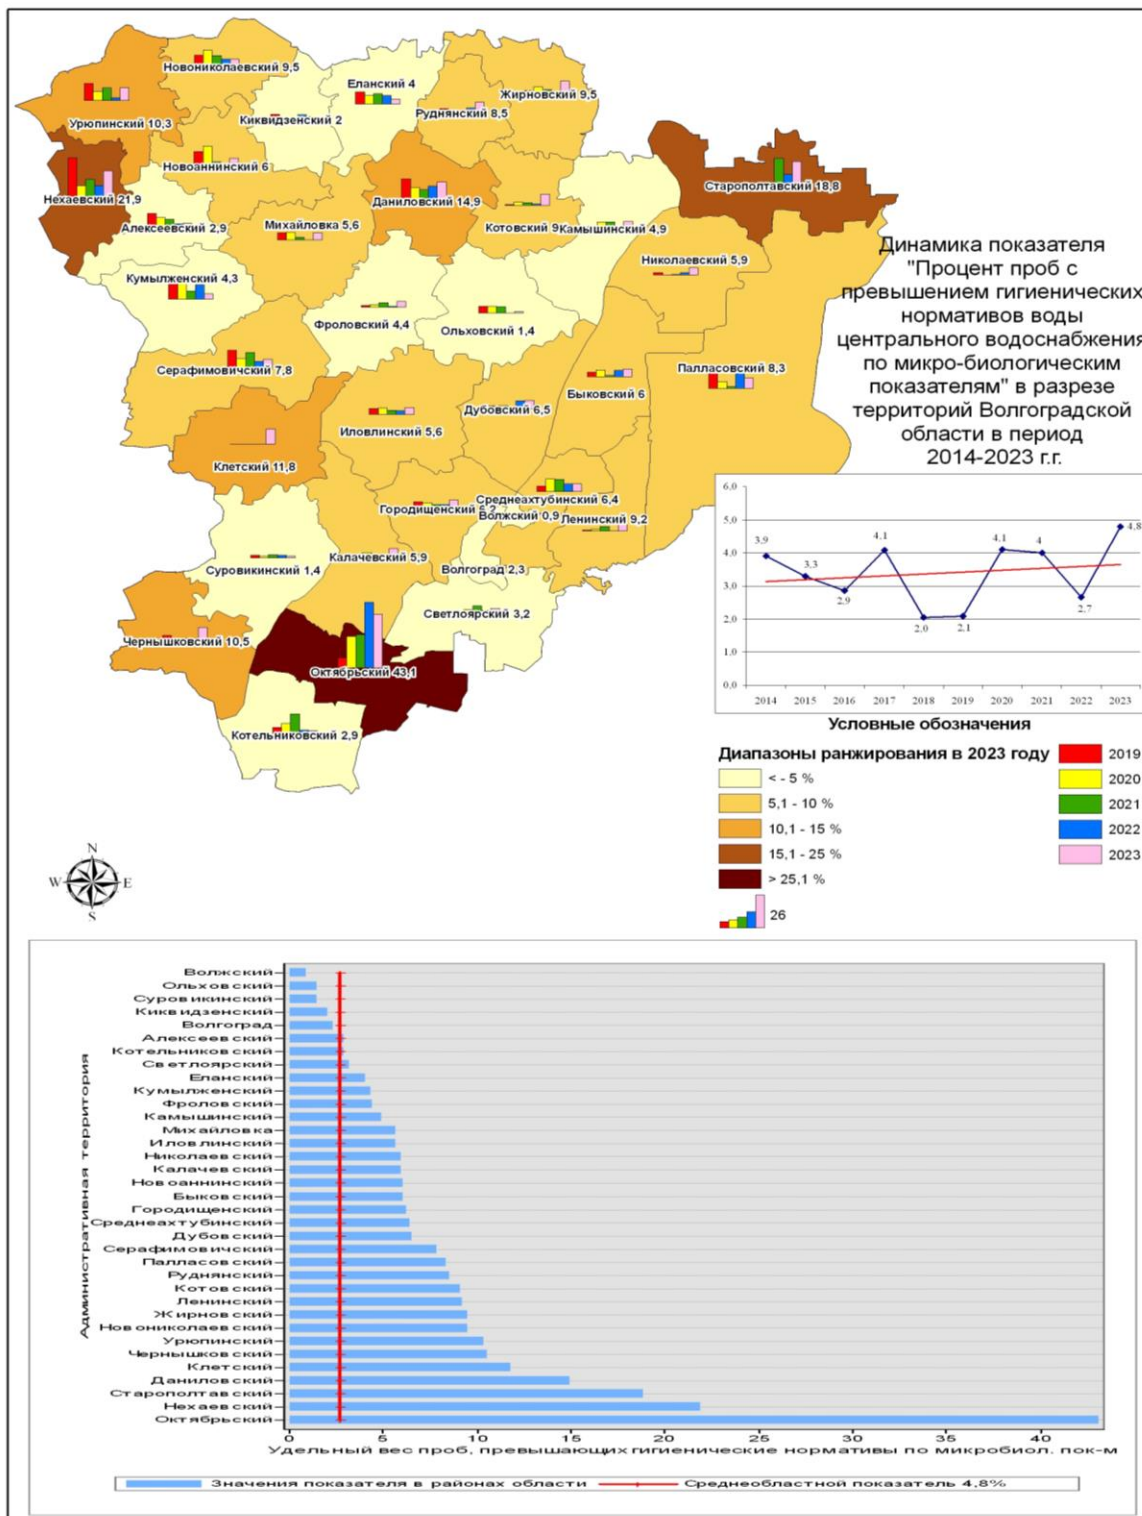 Новониколаевский 9,5
Еланский 4
Жирновский 9,5
Урюпинский 10,3
Киквидзенский 2
Руднянский 8,5
Новоаннинский 6
Старополтавский 18,8
Нехаевский 21,9
Даниловский 14,9
Алексеевский 2,9
Михайловка 5,6
Котовский 9
Камышинский 4,9
Николаевский 5,9
Кумылженский 4,3
Фроловский 4,4
Ольховский 1,4
Серафимовичский 7,8
Палласовский 8,3
Быковский 6
Дубовский 6,5
Иловлинский 5,6
Клетский 11,8
Среднеахтубинский 6,4
Городищенский
Волжский 0,9
Ленинский 9,2
Калачевский 5,9
Суровикинский 1,4
Волгоград 2,3
Светлоярский 3,2
Чернышковский 10,5
Октябрьский 43,1
Котельниковский 2,9
Динамика показателя
"Процент проб с
превышением гигиенических
нормативов воды
центрального водоснабжения
по микро-биологическим
показателям" в разрезе
территорий Волгоградской
области в период
2014-2023 г.г.
6,0
5,0
4,0
3,0
2,0
1,0
0,0
3,9
3,3
2,9
4,1
2,0
2,1
4,1
4
2,7
4,8
2014 2015 2016 2017 2018 2019 2020 2021 2022 2023
Условные обозначения
Диапазоны ранжирования в 2023 году
< - 5 %
5,1 - 10 %
10,1 - 15 %
15,1 - 25 %
> 25,1 %
26
2019
2020
2021
2022
2023
N
W E
S
Административная территория
Волжский
Ольховский
Суровикинский
Киквидзенский
Волгоград
Алексеевский
Котельниковский
Светлоярский
Еланский
Кумылженский
Фроловский
Камышинский
Михайловка
Иловлинский
Николаевский
Калачевский
Новоаннинский
Быковский
Городищенский
Среднеахтубинский
Дубовский
Серафимовичский
Палласовский
Руднянский
Котовский
Ленинский
Жирновский
Новониколаевский
Урюпинский
Чернышковский
Клетский
Даниловский
Старополтавский
Нехаевский
Октябрьский
0 5 10 15 20 25 30 35 40
Удельный вес проб, превышающих гигиенические нормативы по микробиол. пок-м
Значения показателя в районах области Среднеобластной показатель 4,8%